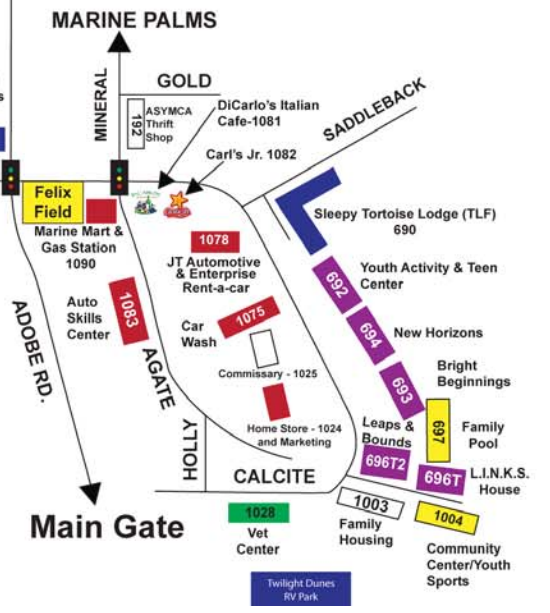 MARINE PALMS
MINERAL
GOLD
192
ASYMCA
Thrift
Shop
DiCarlo's Italian
Cafe-1081
Carl's Jr. 1082
SADDLEBACK
s
Felix
Field
Marine Mart &
Gas Station
1090
1078
JT Automotive
& Enterprise
Rent-a-car
Sleepy Tortoise Lodge (TLF)
690
692
Youth Activity & Teen
Center
694
New Horizons
693
Bright
Beginnings
Auto
Skills
Center
1083
Car
Wash
1075
Commissary - 1025
Home Store - 1024
and Marketing
ADOBE RD.
AGATE
HOLLY
CALCITE
Leaps &
Bounds
696T2
697
Family
Pool
696T
L.I.N.K.S.
House
1003
Family
Housing
1004
Community
Center/Youth
Sports
1028
Vet
Center
Main Gate
Twilight Dunes
RV Park